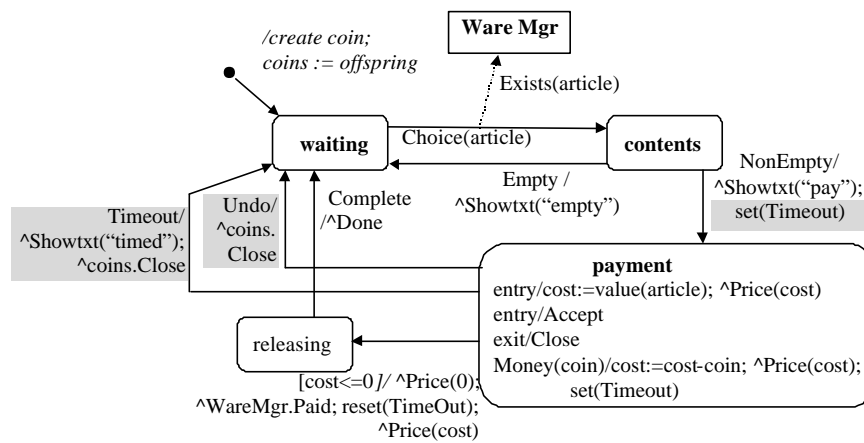 /create coin;
coins := offspring
Ware Mgr
Exists(article)
waiting
Choice(article)
contents
Empty /
^Showtxt(“empty”)
NonEmpty/
^Showtxt(“pay”);
set(Timeout)
Timeout/
^Showtxt(“timed”);
^coins.Close
Undo/
^coins.
Close
Complete
/^Done
payment
entry/cost:=value(article); ^Price(cost)
entry/Accept
exit/Close
Money(coin)/cost:=cost-coin; ^Price(cost);
set(Timeout)
releasing
[cost<=0]/ ^Price(0);
^WareMgr.Paid; reset(TimeOut);
^Price(cost)